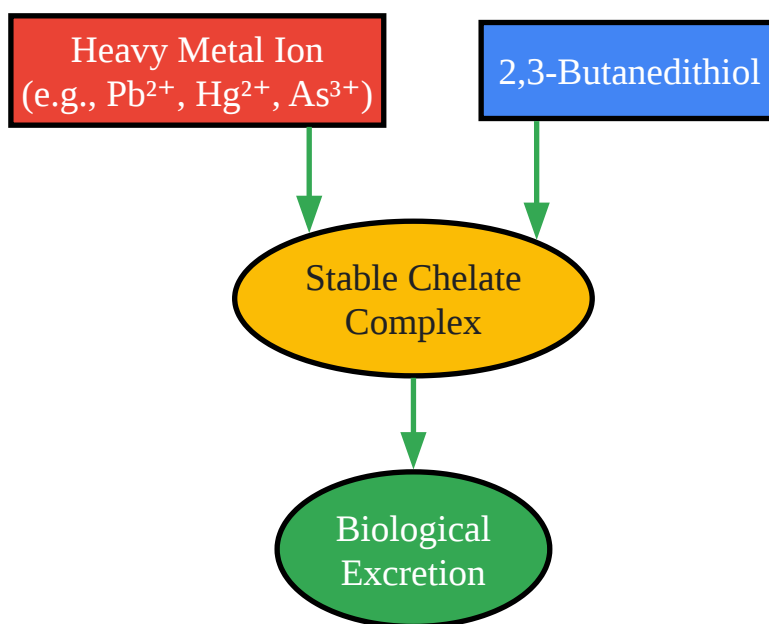 Heavy Metal Ion
(e.g., Pb²⁺, Hg²⁺, As³⁺)
2,3-Butanedithiol
Stable Chelate
Complex
Biological
Excretion